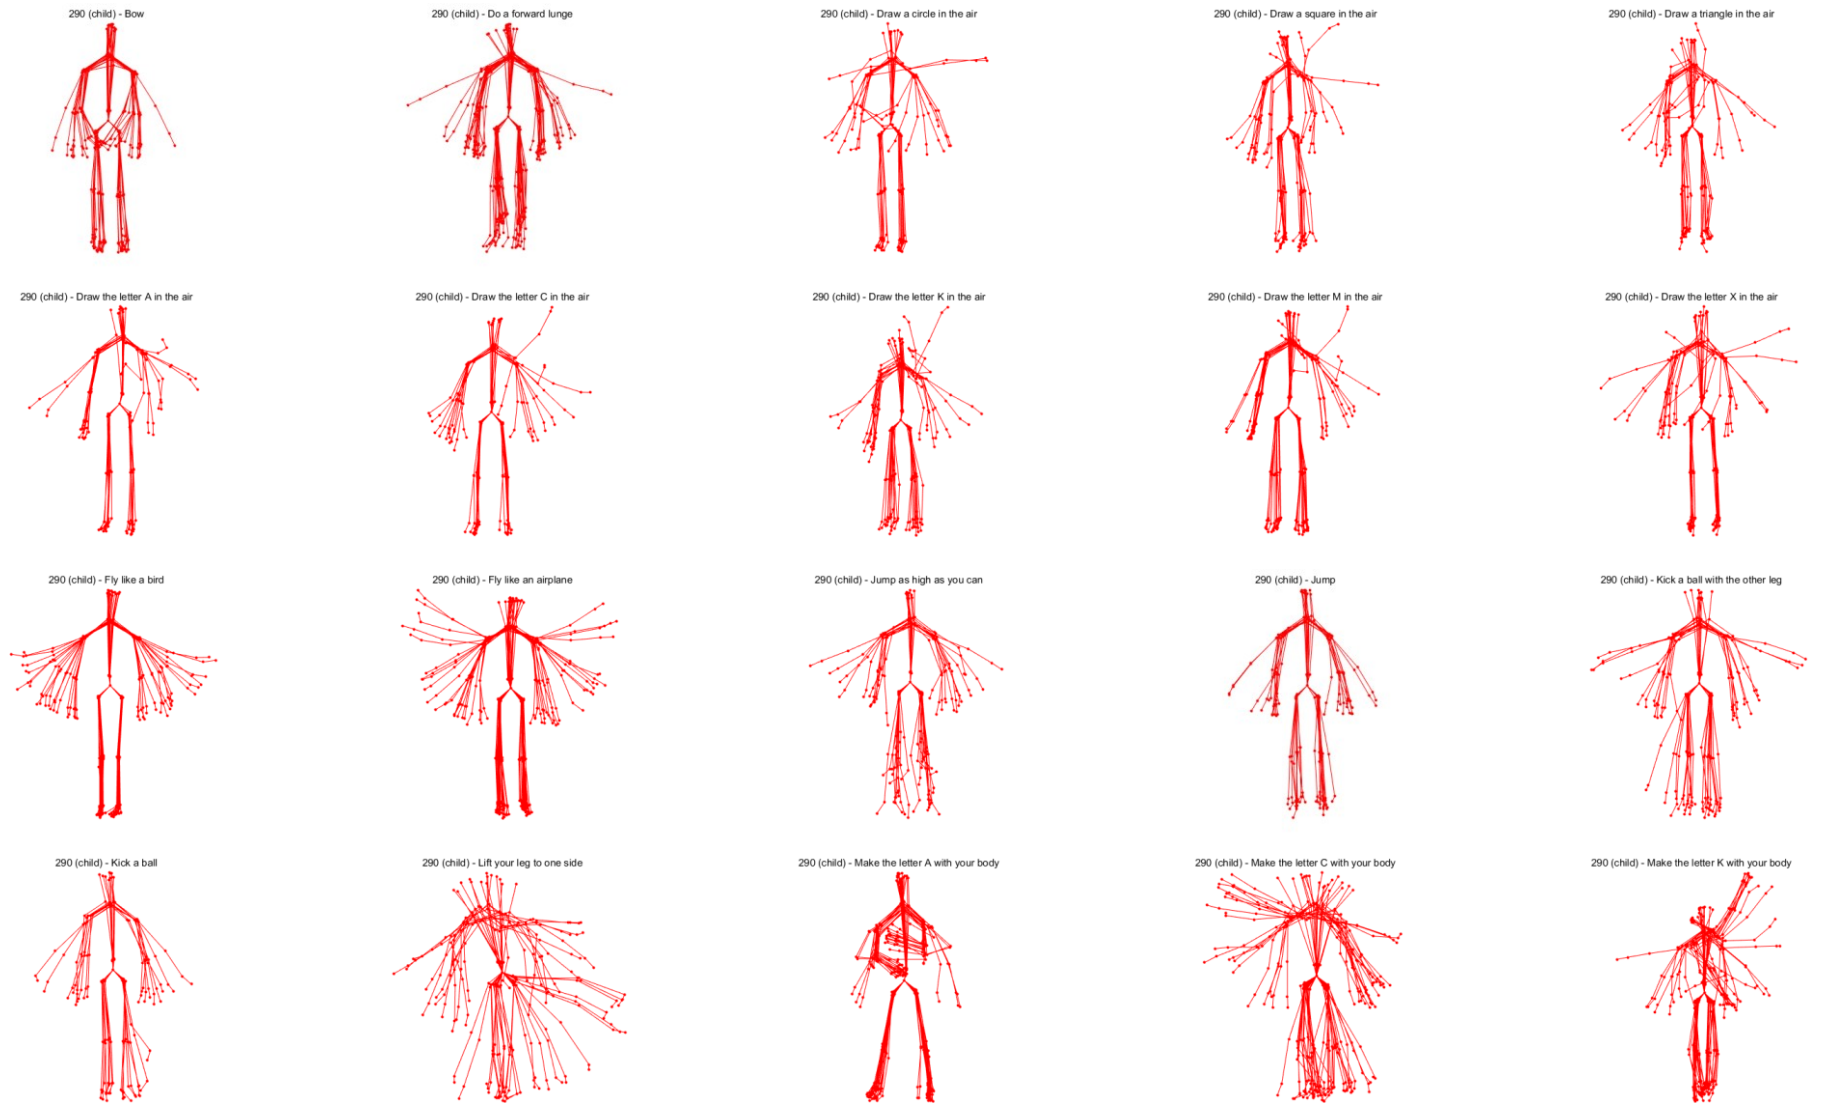 290 (child) - Bow
290 (child) - Do a forward lunge
290 (child) - Draw a circle in the air
290 (child) - Draw a square in the air
290 (child) - Draw a triangle in the air
290 (child) - Draw the letter A in the air
290 (child) - Draw the letter C in the air
290 (child) - Draw the letter K in the air
290 (child) - Draw the letter M in the air
290 (child) - Draw the letter X in the air
290 (child) - Fly like a bird
290 (child) - Fly like an airplane
290 (child) - Jump as high as you can
290 (child) - Jump
290 (child) - Kick a ball with the other leg
290 (child) - Kick a ball
290 (child) - Lift your leg to one side
290 (child) - Make the letter A with your body
290 (child) - Make the letter C with your body
290 (child) - Make the letter K with your body